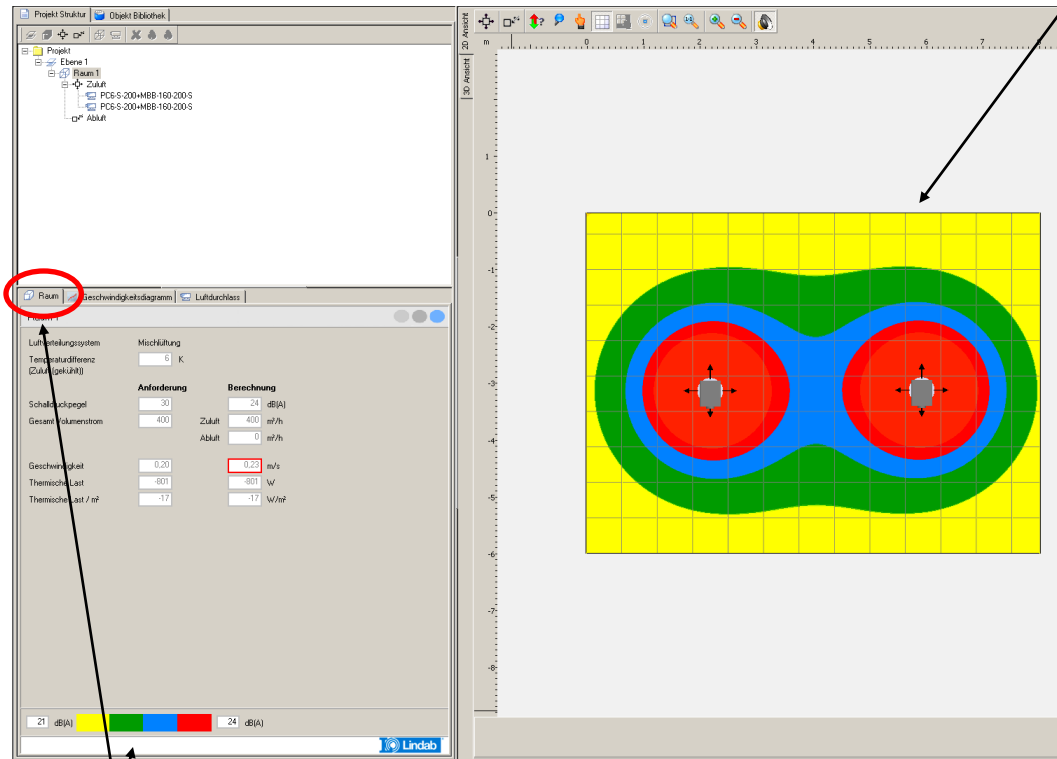 Projekt Struktur Objekt Bibliothek
Projekt
Ebene 1
Raum 1
Zuluft
PC6-S-200+MBB-160-200-S
PC6-S-200+MBB-160-200-S
Abluft
Raum Geschwindigkeitsdiagramm Luftdurchlass
Raum 1
Luftverteilungssystem Mischlüftung
Temperaturdifferenz 6 K
(Zuluft (gekühlt))
Anforderung Berechnung
Schalldruckpegel 30 24 dB(A)
Gesamt Volumenstrom 400 Zuluft 400 m³/h
Abluft 0 m³/h
Geschwindigkeit 0,20 0,23 m/s
Thermische Last -801 -801 W
Thermische Last / m² -17 -17 W/m²
21 dB(A) 24 dB(A)
Lindab
2D Ansicht
3D Ansicht
m 0 1 2 3 4 5 6 7 8
1
0
-1
-2
-3
-4
-5
-6
-7
-8